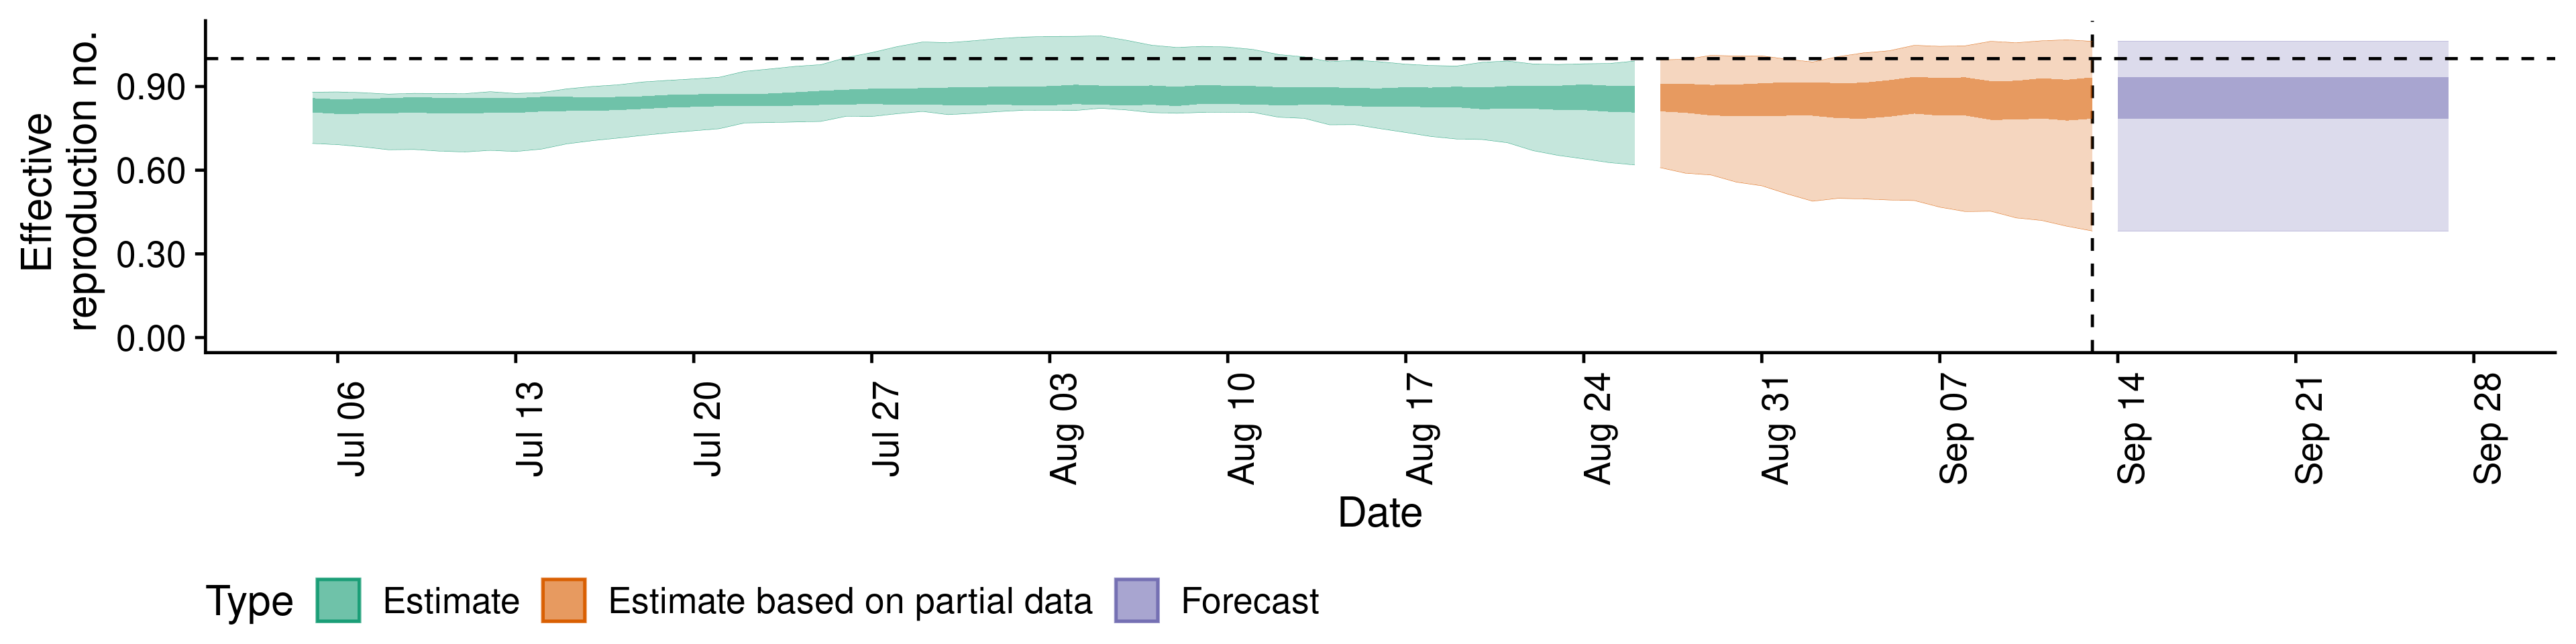 Effective
reproduction no.
0.90
0.60
0.30
0.00
Jul 06
Jul 13
Jul 20
Jul 27
Aug 03
Aug 10
Aug 17
Aug 24
Aug 31
Sep 07
Sep 14
Sep 21
Sep 28
Date
Type Estimate Estimate based on partial data Forecast